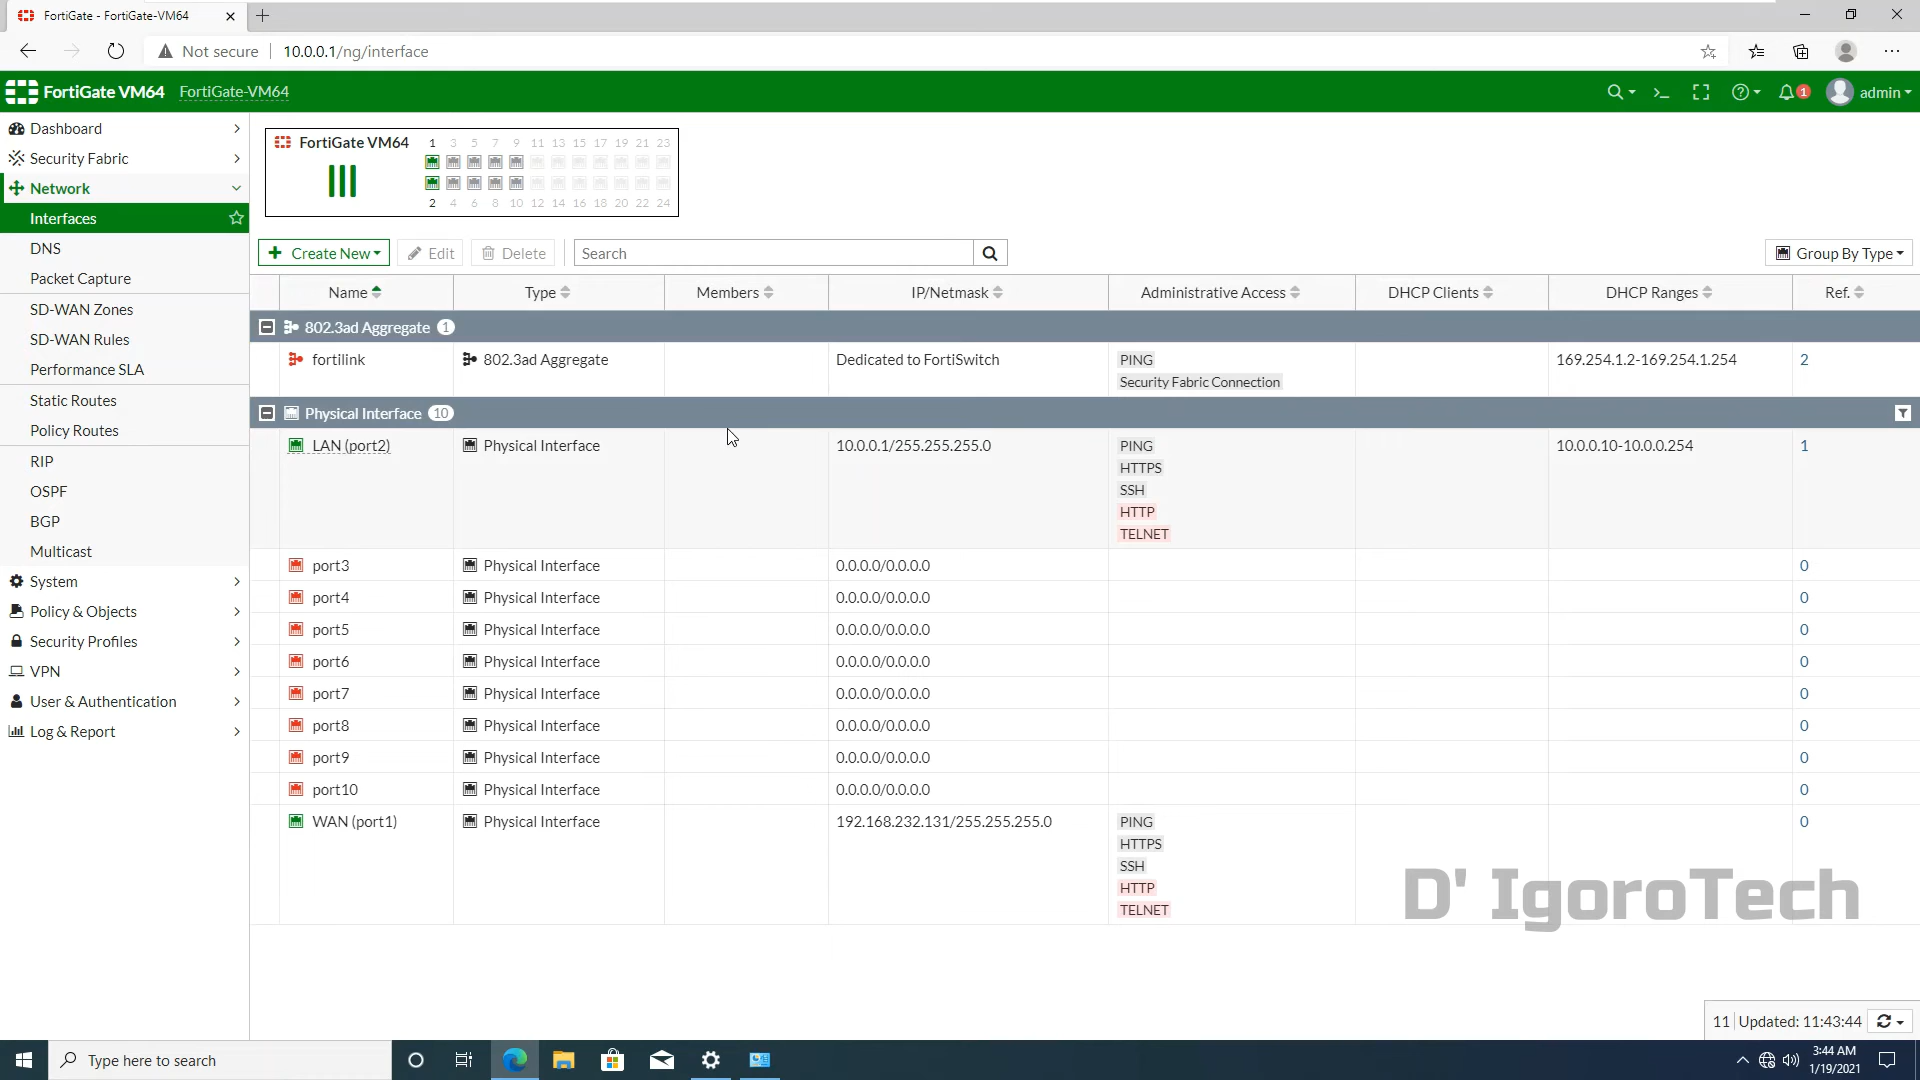 FortiGate - FortiGate-VM64
Not secure | 10.0.0.1/ng/interface
FortiGate VM64 FortiGate-VM64
1 admin
Dashboard
Security Fabric
Network
Interfaces
DNS
Packet Capture
SD-WAN Zones
SD-WAN Rules
Performance SLA
Static Routes
Policy Routes
RIP
OSPF
BGP
Multicast
System
Policy & Objects
Security Profiles
VPN
User & Authentication
Log & Report
FortiGate VM64 1 3 5 7 9 11 13 15 17 19 21 23
2 4 6 8 10 12 14 16 18 20 22 24
Create New Edit Delete Search Group By Type
Name Type Members IP/Netmask Administrative Access DHCP Clients DHCP Ranges Ref.
802.3ad Aggregate 1
fortilink 802.3ad Aggregate Dedicated to FortiSwitch PING 169.254.1.2-169.254.1.254 2
Security Fabric Connection
Physical Interface 10
LAN (port2) Physical Interface 10.0.0.1/255.255.255.0 PING 10.0.0.10-10.0.0.254 1
HTTPS
SSH
HTTP
TELNET
port3 Physical Interface 0.0.0.0/0.0.0.0 0
port4 Physical Interface 0.0.0.0/0.0.0.0 0
port5 Physical Interface 0.0.0.0/0.0.0.0 0
port6 Physical Interface 0.0.0.0/0.0.0.0 0
port7 Physical Interface 0.0.0.0/0.0.0.0 0
port8 Physical Interface 0.0.0.0/0.0.0.0 0
port9 Physical Interface 0.0.0.0/0.0.0.0 0
port10 Physical Interface 0.0.0.0/0.0.0.0 0
WAN (port1) Physical Interface 192.168.232.131/255.255.255.0 PING 0
HTTPS
SSH
HTTP
TELNET
D' IgoroTech
11 Updated: 11:43:44
Type here to search
3:44 AM
1/19/2021